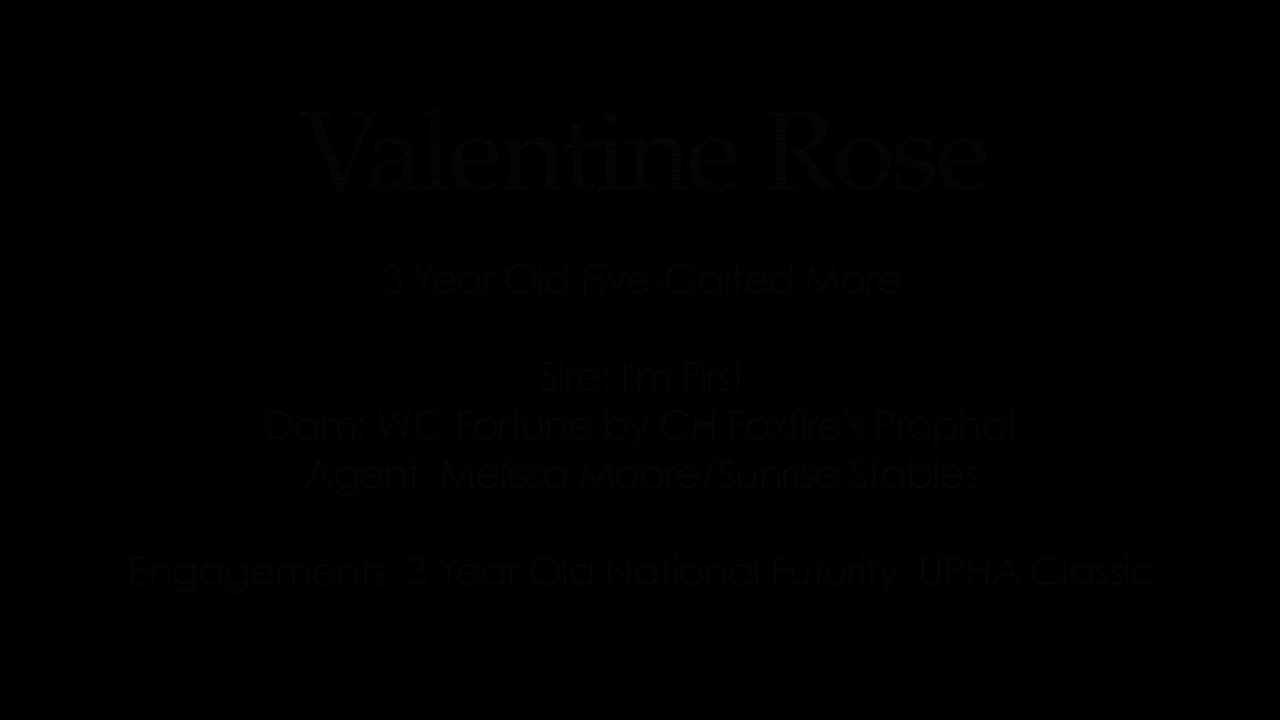 Valentine Rose
3 Year Old Five-Gaited Mare
Sire: I'm First
Dam: WC Fortune by CH Foxfire's Prophet
Agent: Melissa Moore/Sunrise Stables
Engagements: 3 Year Old National Futurity, UPHA Classic